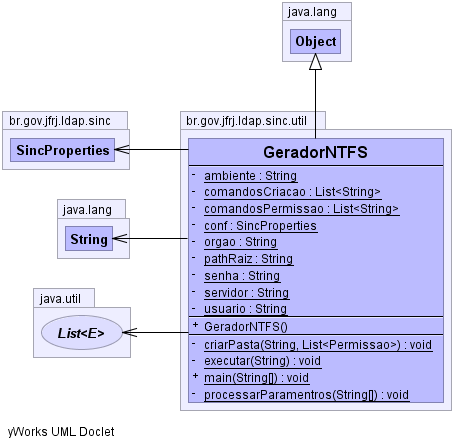 java.lang
Object
br.gov.jfrj.ldap.sinc
SincProperties
br.gov.jfrj.ldap.sinc.util
GeradorNTFS
- ambiente : String
- comandosCriacao : List<String>
- comandosPermissao : List<String>
- conf : SincProperties
- orgao : String
- pathRaiz : String
- senha : String
- servidor : String
- usuario : String
+ GeradorNTFS()
- criarPasta(String, List<Permissao>) : void
- executar(String) : void
+ main(String[]) : void
- processarParamentros(String[]) : void
java.lang
String
java.util
List<E>
yWorks UML Doclet